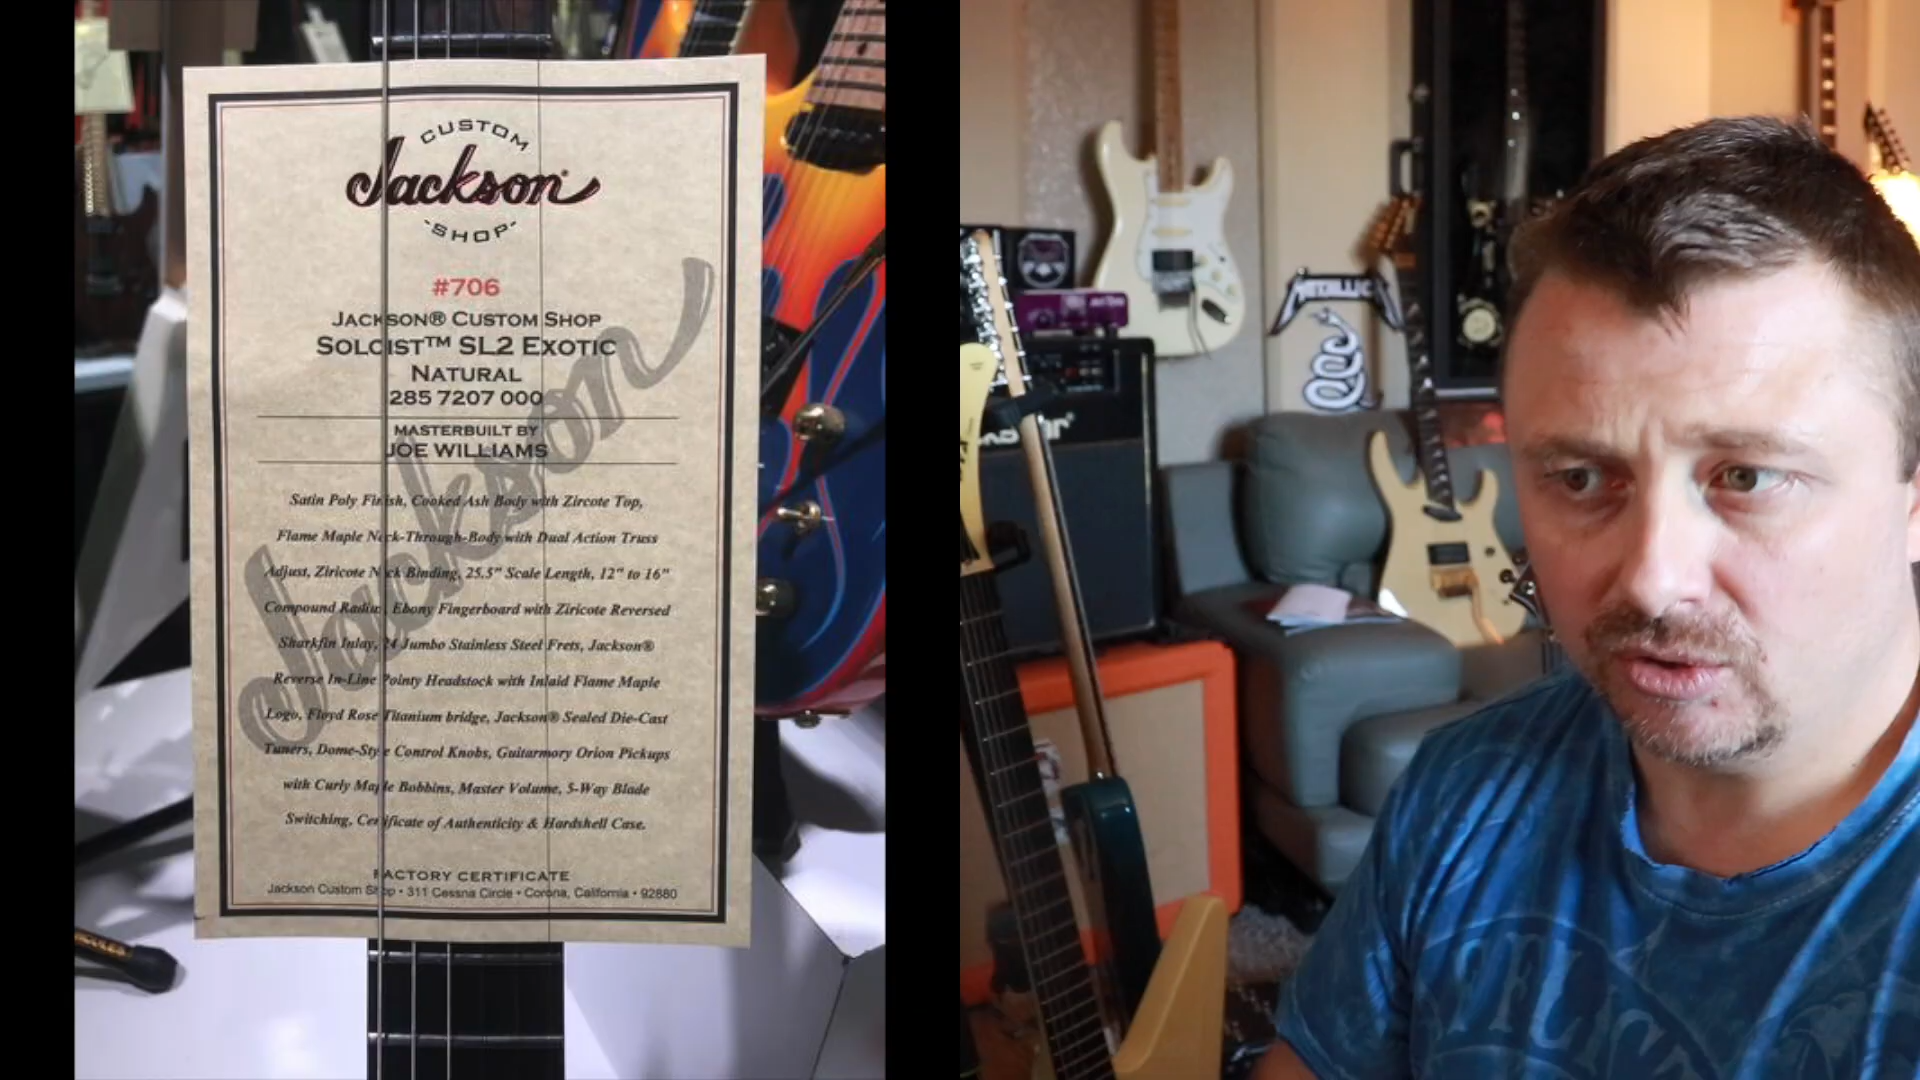 CUSTOM
Jackson®
-SHOP-
#706
JACKSON® CUSTOM SHOP
SOLOIST™ SL2 EXOTIC
NATURAL
285 7207 000
MASTERBUILT BY
JOE WILLIAMS
Satin Poly Finish, Cooked Ash Body with Zircote Top,
Flame Maple Neck-Through-Body with Dual Action Truss
Adjust, Ziricote Neck Binding, 25.5" Scale Length, 12" to 16"
Compound Radius, Ebony Fingerboard with Ziricote Reversed
Sharkfin Inlay, 24 Jumbo Stainless Steel Frets, Jackson®
Reverse In-Line Pointy Headstock with Inlaid Flame Maple
Logo, Floyd Rose Titanium bridge, Jackson® Sealed Die-Cast
Tuners, Dome-Style Control Knobs, Guitarmory Orion Pickups
with Curly Maple Bobbins, Master Volume, 5-Way Blade
Switching, Certificate of Authenticity & Hardshell Case.
FACTORY CERTIFICATE
Jackson Custom Shop • 311 Cessna Circle • Corona, California • 92880
Jackson
HERCULES
METALLICA